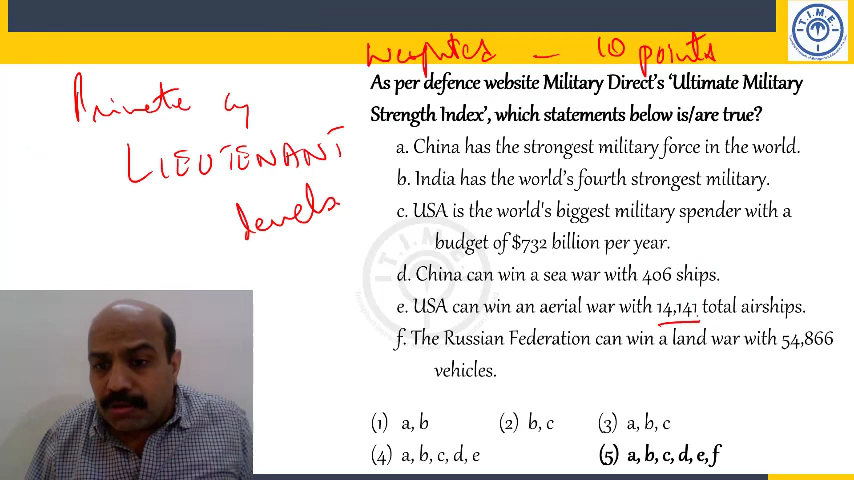 T.I.M.E.
10 points
As per defence website Military Direct's 'Ultimate Military
Strength Index', which statements below is/are true?
Private
LIEUTENANT
levels
a. China has the strongest military force in the world.
b. India has the world's fourth strongest military.
c. USA is the world's biggest military spender with a
budget of $732 billion per year.
d. China can win a sea war with 406 ships.
e. USA can win an aerial war with 14,141 total airships.
f. The Russian Federation can win a land war with 54,866
vehicles.
(1) a, b (2) b, c (3) a, b, c
(4) a, b, c, d, e (5) a, b, c, d, e, f